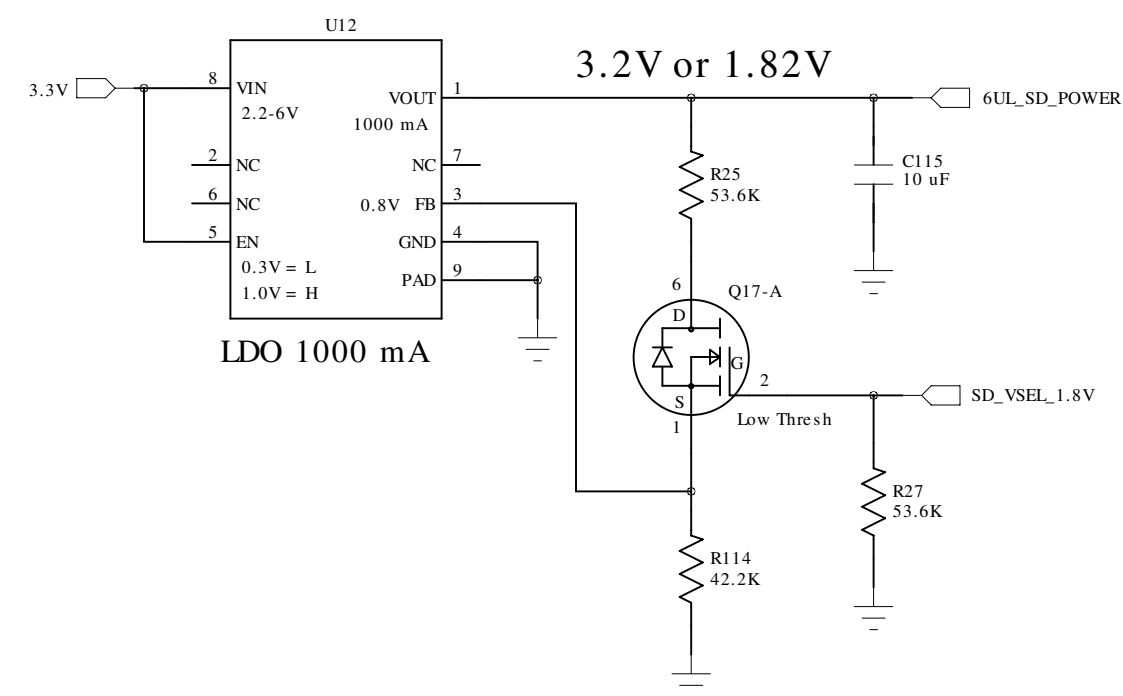 U12
3.2V or 1.82V
3.3V
8
VIN
2.2-6V
VOUT
1
1000 mA
6UL_SD_POWER
2
NC
NC
7
R25
53.6K
C115
10 uF
6
NC
0.8V
FB
3
5
EN
GND
4
0.3V = L
1.0V = H
PAD
9
LDO 1000 mA
6
Q17-A
D
G
2
S
1
Low Thresh
SD_VSEL_1.8V
R27
53.6K
R114
42.2K